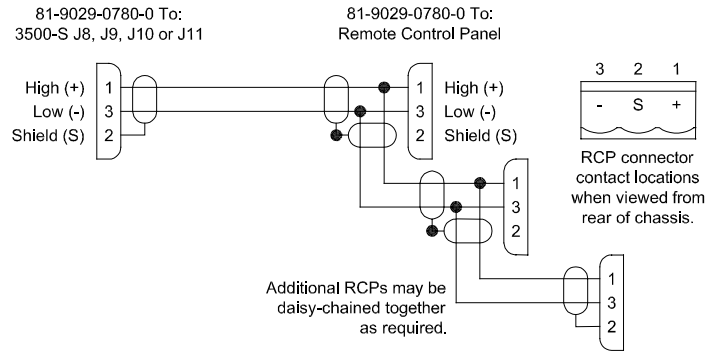 81-9029-0780-0 To:
3500-S J8, J9, J10 or J11
81-9029-0780-0 To:
Remote Control Panel
High (+)
Low (-)
Shield (S)
1
3
2
1
3
2
High (+)
Low (-)
Shield (S)
3 2 1
- S +
RCP connector
contact locations
when viewed from
rear of chassis.
1
3
2
Additional RCPs may be
daisy-chained together
as required.
1
3
2